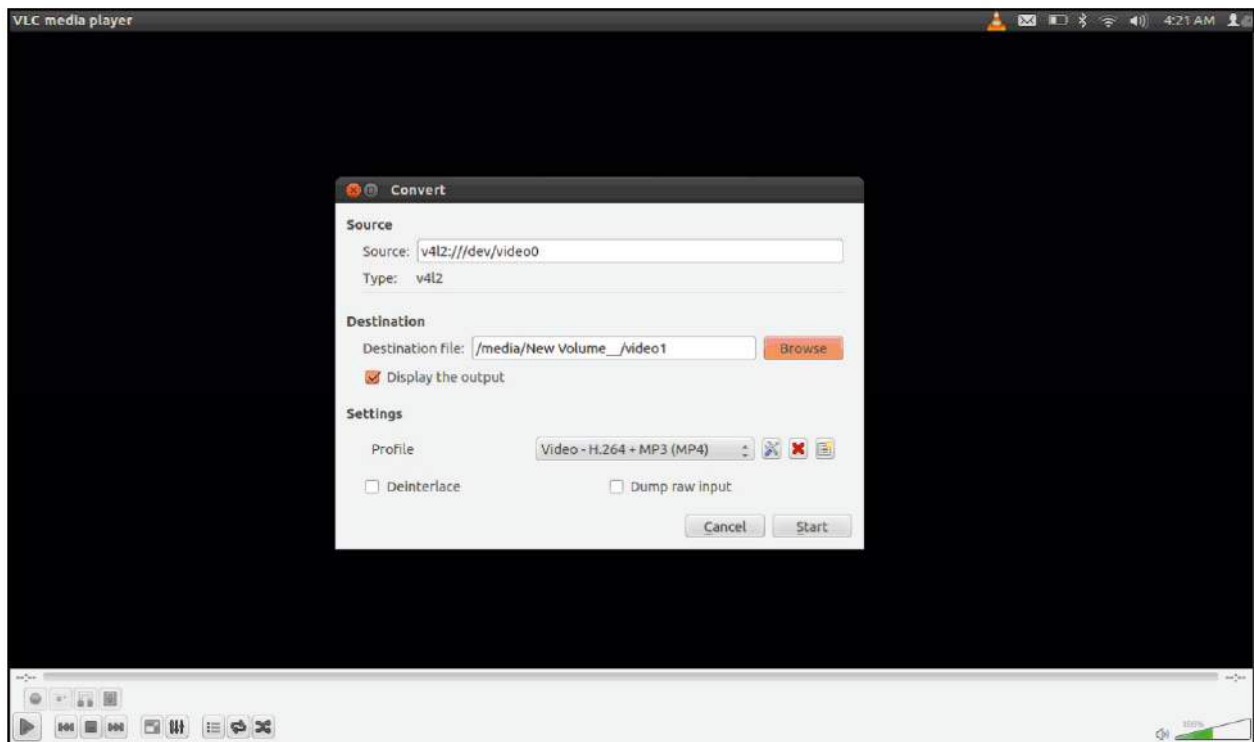 VLC media player 4:21 AM
Convert
Source
Source: v4l2:///dev/video0
Type: v4l2
Destination
Destination file: /media/New Volume__/video1 Browse
Display the output
Settings
Profile Video - H.264 + MP3 (MP4)
Deinterlace Dump raw input
Cancel Start
--:-- --:--
100%